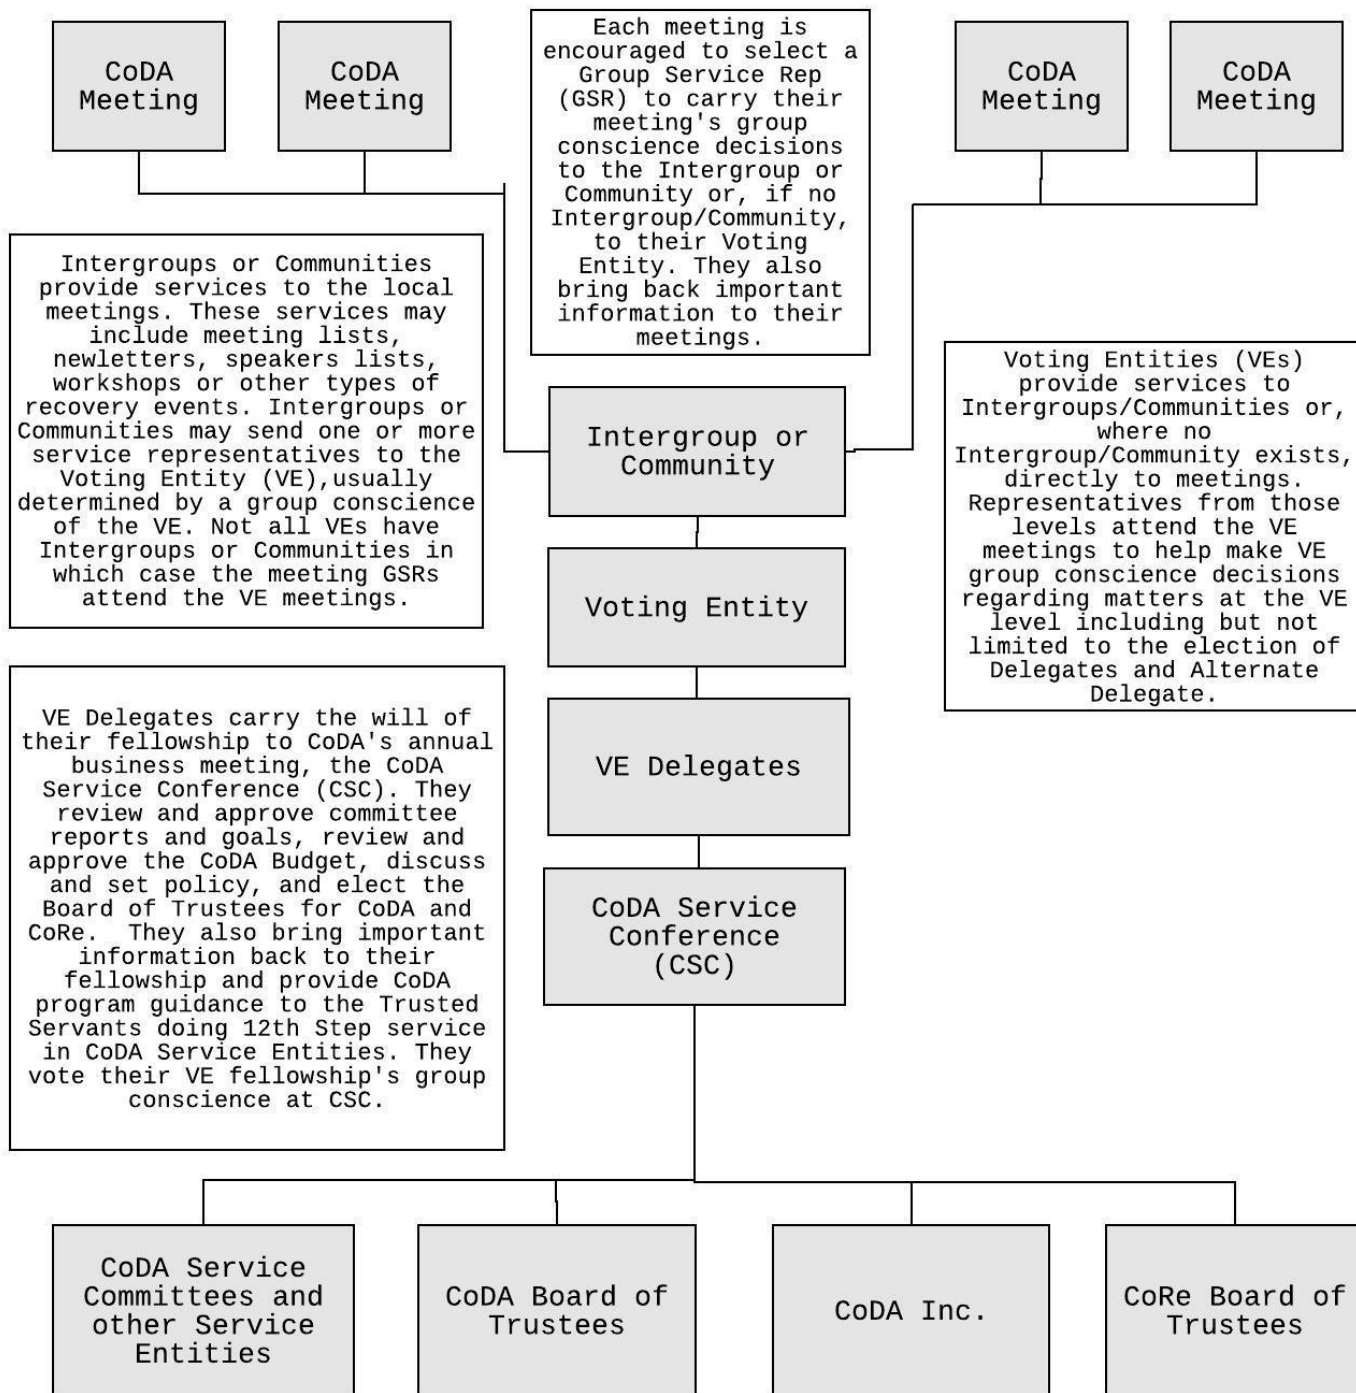 CoDA
Meeting
CoDA
Meeting
Each meeting is
encouraged to select a
Group Service Rep
(GSR) to carry their
meeting's group
conscience decisions
to the Intergroup or
Community or, if no
Intergroup/Community,
to their Voting
Entity. They also
bring back important
information to their
meetings.
CoDA
Meeting
CoDA
Meeting
Intergroups or Communities
provide services to the local
meetings. These services may
include meeting lists,
newletters, speakers lists,
workshops or other types of
recovery events. Intergroups or
Communities may send one or more
service representatives to the
Voting Entity (VE),usually
determined by a group conscience
of the VE. Not all VEs have
Intergroups or Communities in
which case the meeting GSRs
attend the VE meetings.
Intergroup or
Community
Voting Entities (VEs)
provide services to
Intergroups/Communities or,
where no
Intergroup/Community exists,
directly to meetings.
Representatives from those
levels attend the VE
meetings to help make VE
group conscience decisions
regarding matters at the VE
level including but not
limited to the election of
Delegates and Alternate
Delegate.
Voting Entity
VE Delegates carry the will of
their fellowship to CoDA's annual
business meeting, the CoDA
Service Conference (CSC). They
review and approve committee
reports and goals, review and
approve the CoDA Budget, discuss
and set policy, and elect the
Board of Trustees for CoDA and
CoRe.  They also bring important
information back to their
fellowship and provide CoDA
program guidance to the Trusted
Servants doing 12th Step service
in CoDA Service Entities. They
vote their VE fellowship's group
conscience at CSC.
VE Delegates
CoDA Service
Conference
(CSC)
CoDA Service
Committees and
other Service
Entities
CoDA Board of
Trustees
CoDA Inc.
CoRe Board of
Trustees